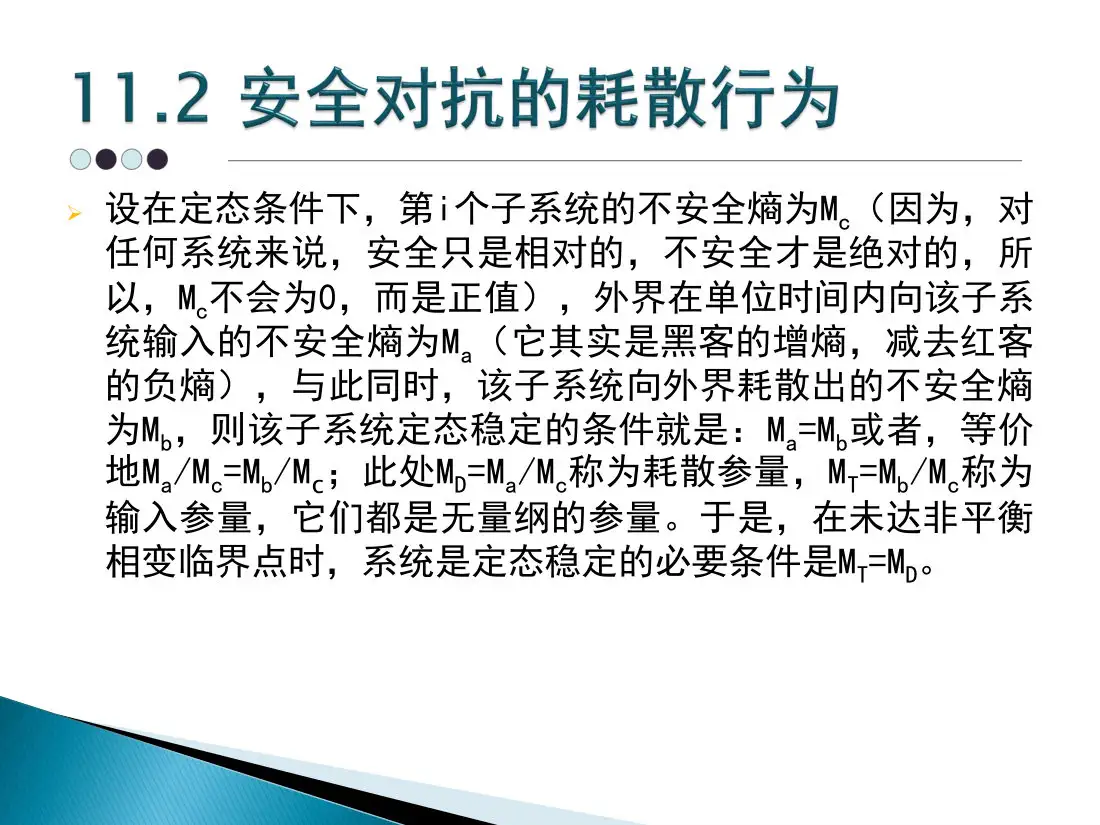 11.2 安全对抗的耗散行为
设在定态条件下，第i个子系统的不安全熵为Mc（因为，对
任何系统来说，安全只是相对的，不安全才是绝对的，所
以，Mc不会为0，而是正值），外界在单位时间内向该子系
统输入的不安全熵为Ma（它其实是黑客的增熵，减去红客
的负熵），与此同时，该子系统向外界耗散出的不安全熵
为Mb，则该子系统定态稳定的条件就是：Ma=Mb或者，等价
地Ma/Mc=Mb/Mc；此处MD=Ma/Mc称为耗散参量，MT=Mb/Mc称为
输入参量，它们都是无量纲的参量。于是，在未达非平衡
相变临界点时，系统是定态稳定的必要条件是MT=MD。